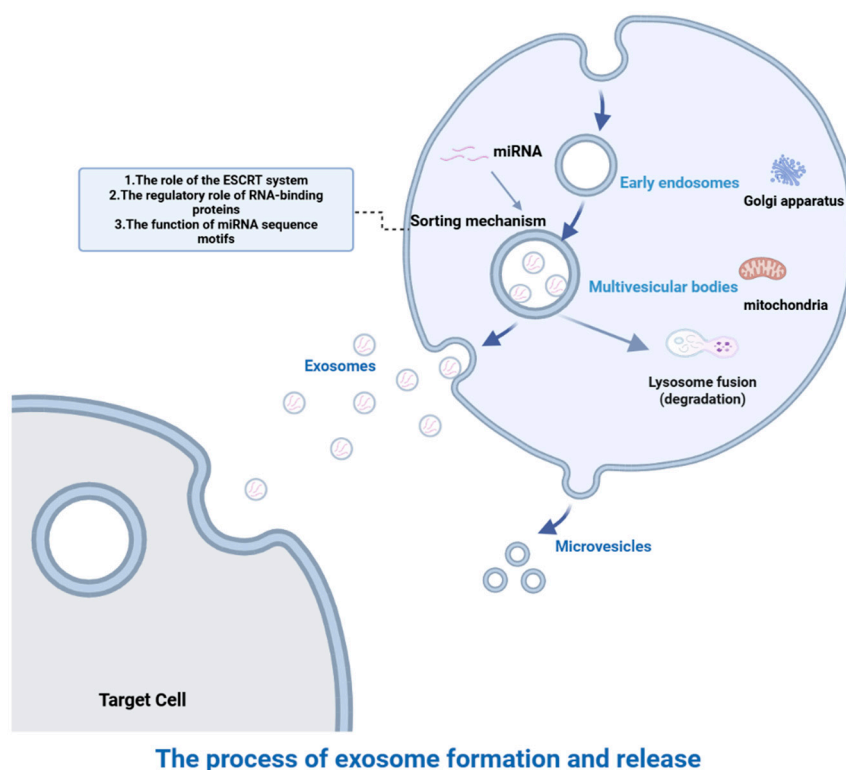 miRNA
Early endosomes
Golgi apparatus
1.The role of the ESCRT system
2.The regulatory role of RNA-binding
proteins
3.The function of miRNA sequence
motifs
Sorting mechanism
Multivesicular bodies
mitochondria
Exosomes
Lysosome fusion
(degradation)
Microvesicles
Target Cell
The process of exosome formation and release